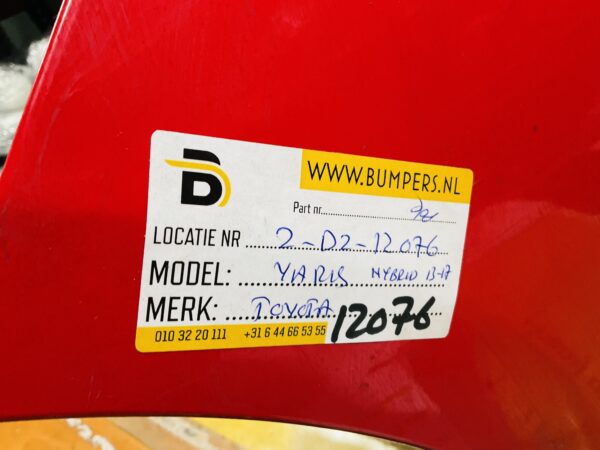 B
WWW.BUMPERS.NL
Part nr
LOCATIE NR 2-D2-12076
MODEL: YARIS HYBRID 13-17
MERK: TOYOTA
12076
010 32 20 111 +31 6 44 66 53 55